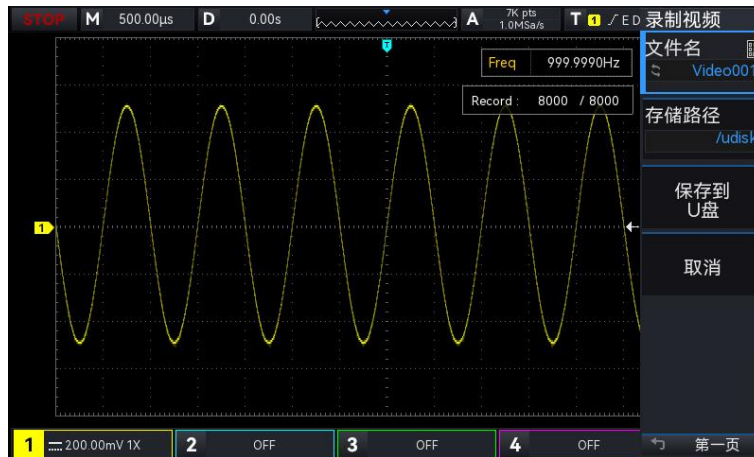 STOP M 500.00μs D 0.00s A 7K pts 1.0MSa/s T 1 E D
录制视频
T
文件名
Video001
Freq 999.9990Hz
Record : 8000 / 8000
存储路径
/udisk
保存到
U盘
1
取消
1 200.00mV 1X 2 OFF 3 OFF 4 OFF
第一页